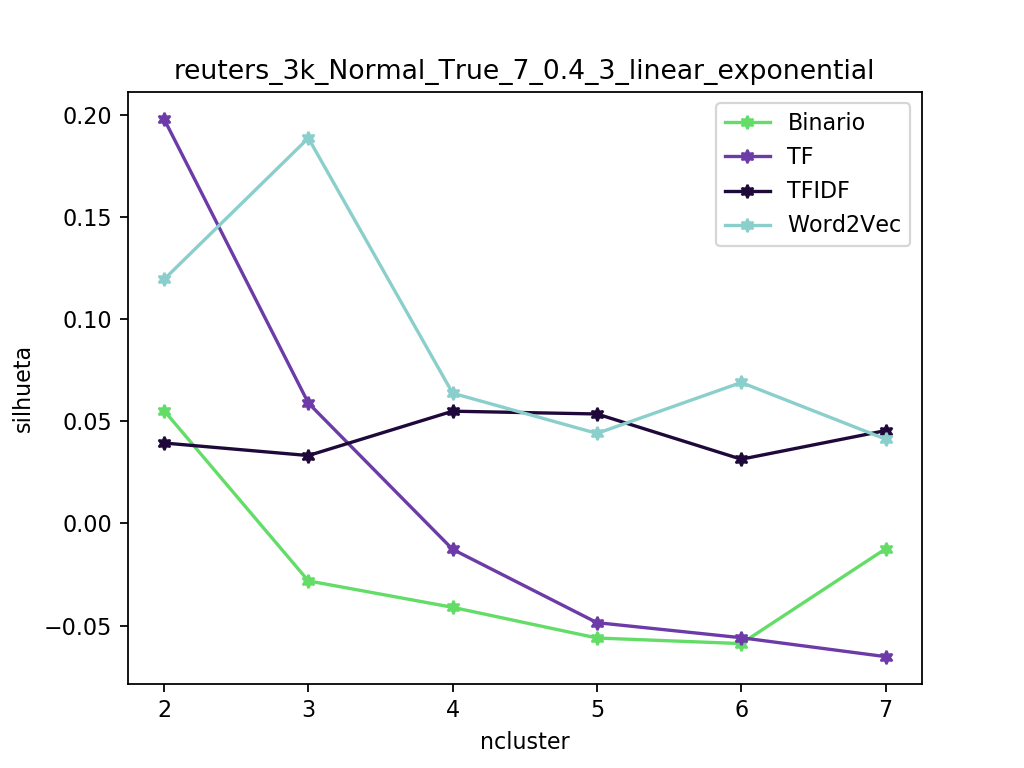 reuters_3k_Normal_True_7_0.4_3_linear_exponential
Binario
TF
TFIDF
Word2Vec
silhueta
0.20
0.15
0.10
0.05
0.00
−0.05
2 3 4 5 6 7
ncluster